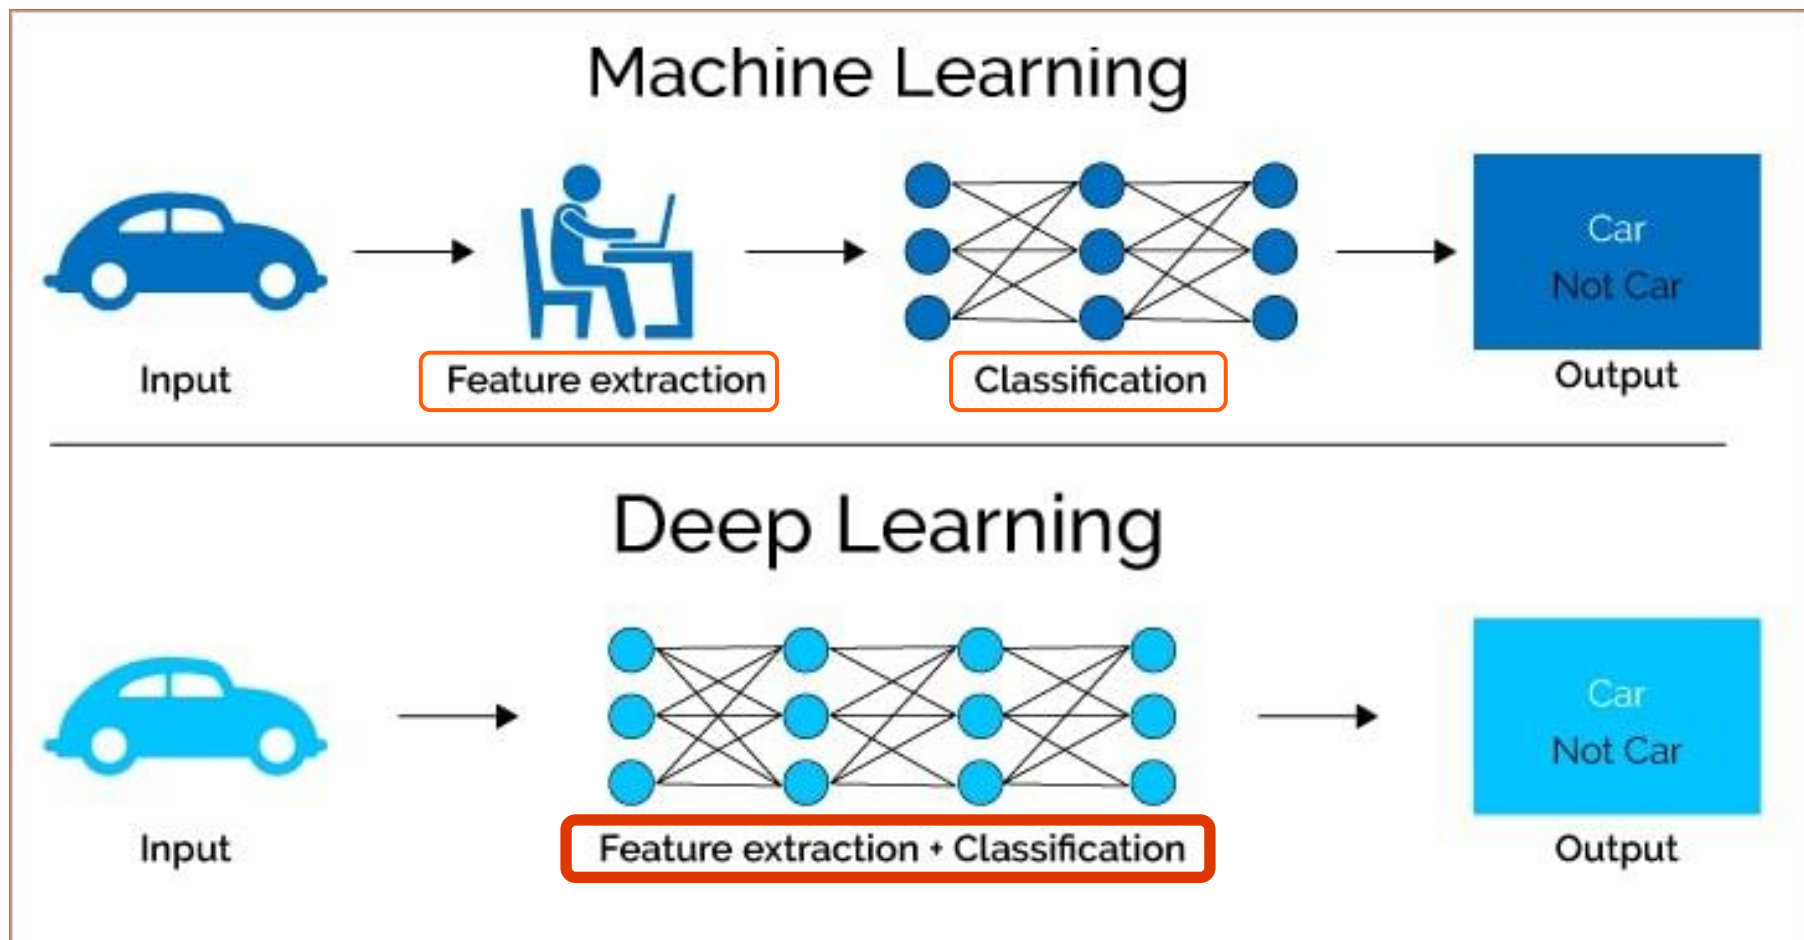 Machine Learning
Car
Not Car
Input
Feature extraction
Classification
Output
Deep Learning
Car
Not Car
Input
Feature extraction + Classification
Output